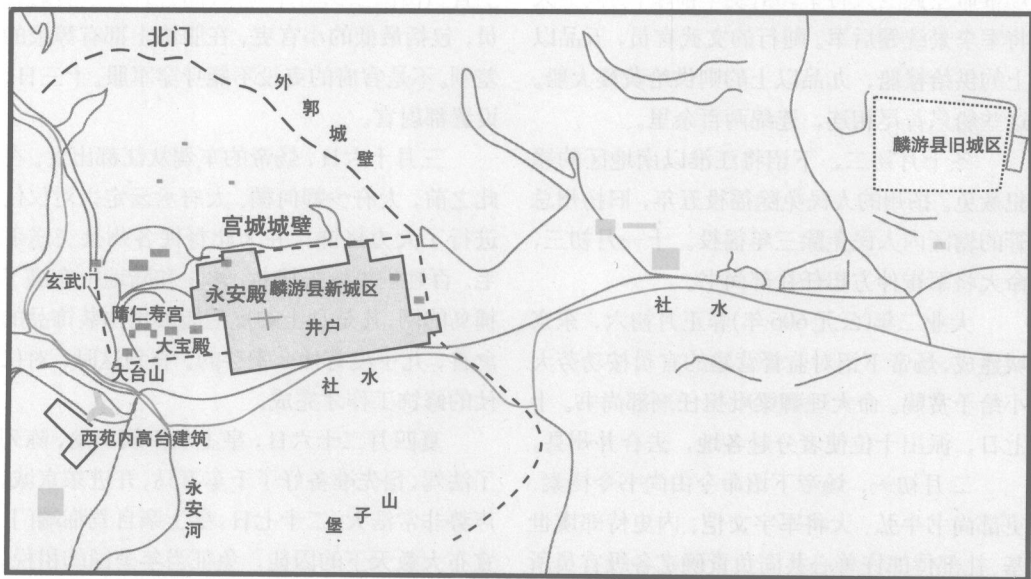 北门
外郭城壁
麟游县旧城区
宫城城壁
玄武门
永安殿
麟游县新城区
社水
隋仁寿宫
井户
大宝殿
天台山
社水
西苑内高台建筑
永安河
堡子山